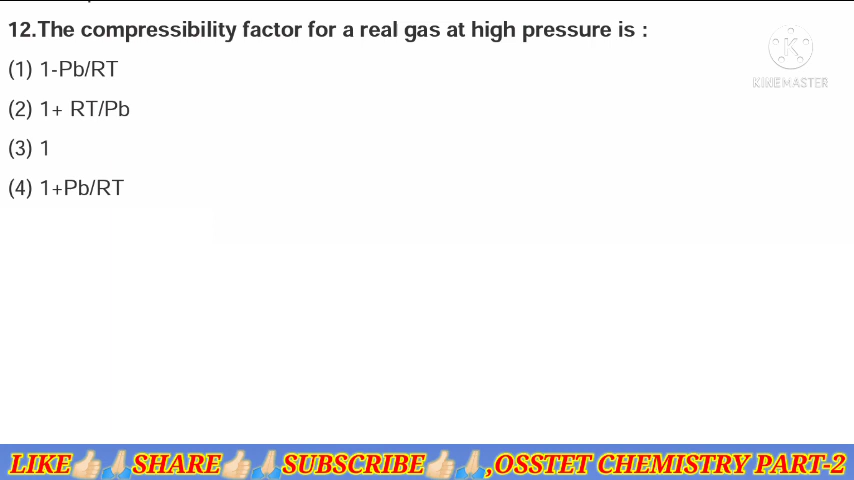 12.The compressibility factor for a real gas at high pressure is :
(1) 1-Pb/RT
(2) 1+ RT/Pb
(3) 1
(4) 1+Pb/RT
KINEMASTER
LIKE👍🏻🙏🏻SHARE👍🏻🙏🏻SUBSCRIBE👍🏻🙏🏻,OSSTET CHEMISTRY PART-2